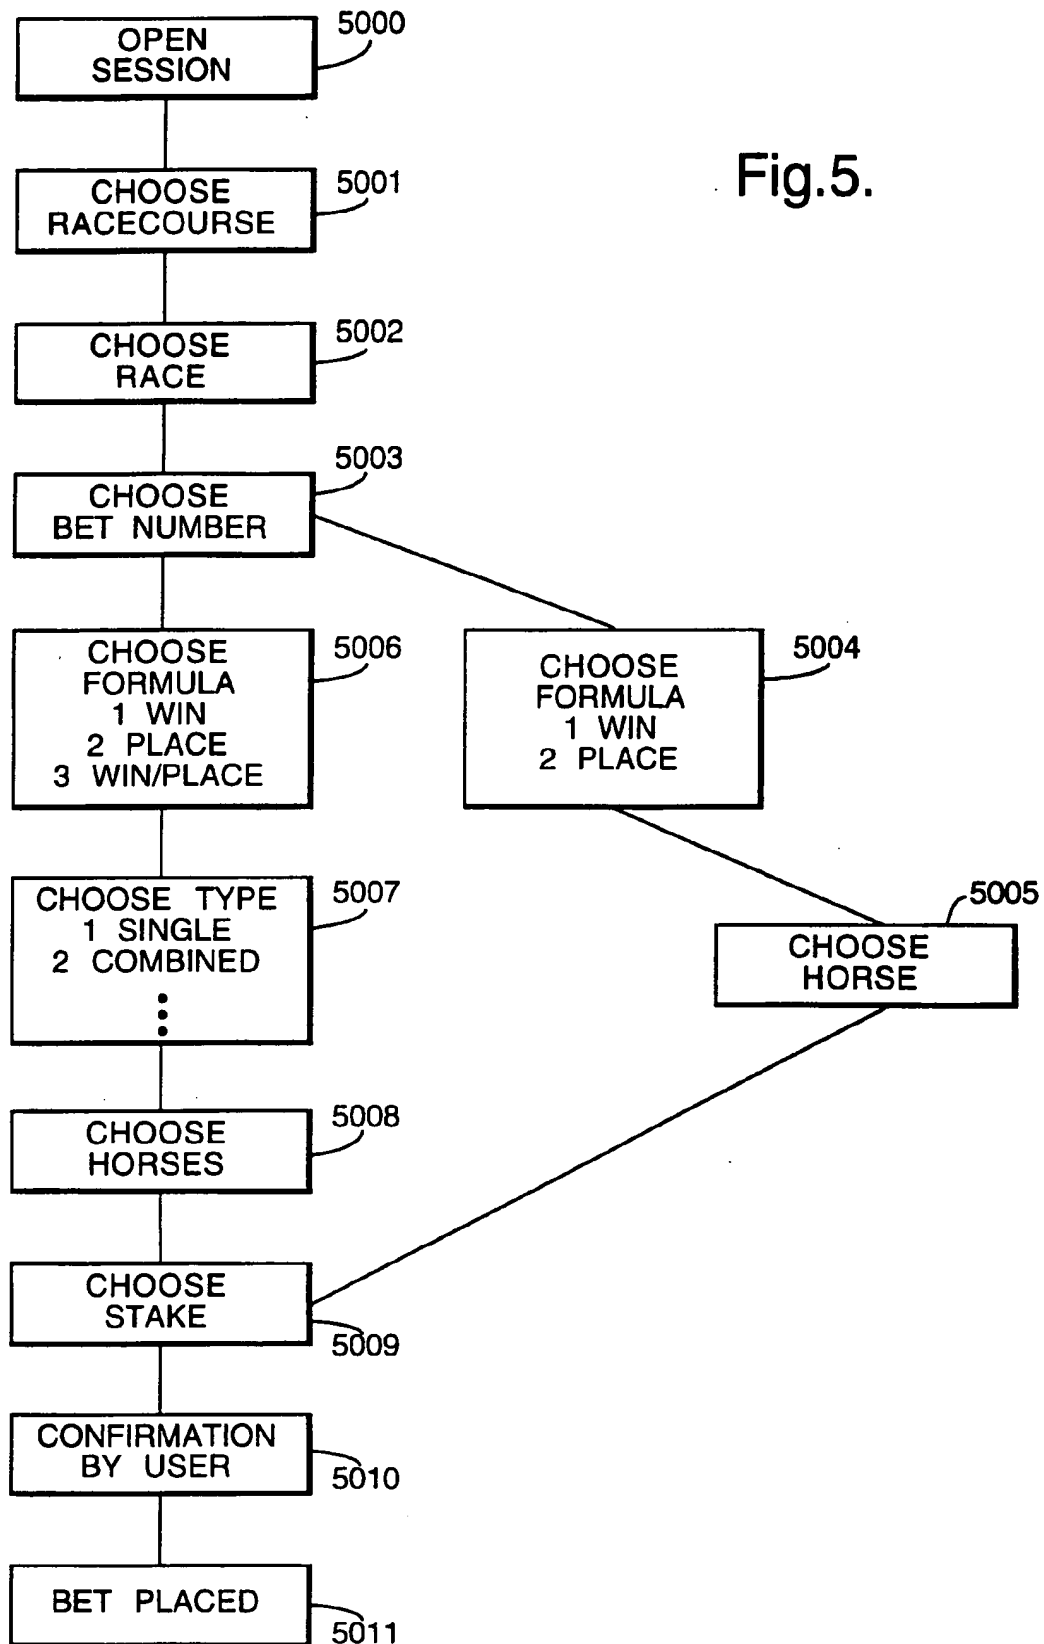 OPEN
SESSION
5000
Fig.5.
CHOOSE
RACECOURSE
5001
CHOOSE
RACE
5002
CHOOSE
BET NUMBER
5003
CHOOSE
FORMULA
1 WIN
2 PLACE
3 WIN/PLACE
5006
CHOOSE
FORMULA
1 WIN
2 PLACE
5004
CHOOSE TYPE
1 SINGLE
2 COMBINED
5007
CHOOSE
HORSE
5005
CHOOSE
HORSES
5008
CHOOSE
STAKE
5009
CONFIRMATION
BY USER
5010
BET PLACED
5011